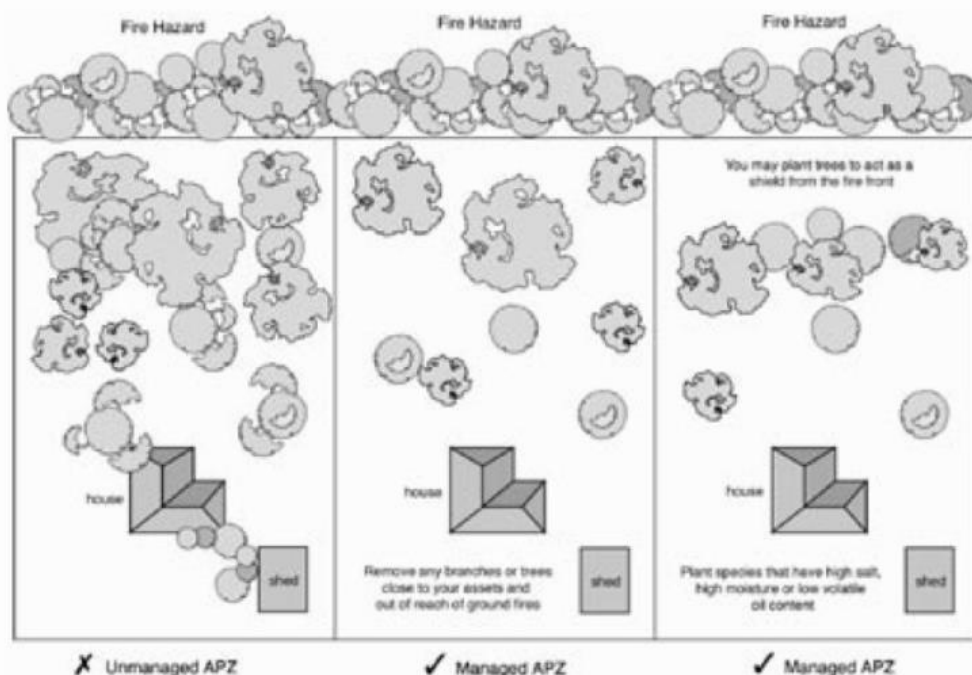 Fire Hazard
Fire Hazard
Fire Hazard
You may plant trees to act as a
shield from the fire front
house
house
house
shed
Remove any branches or trees
close to your assets and
out of reach of ground fires
shed
Plant species that have high salt,
high moisture or low volatile
oil content
shed
✗ Unmanaged APZ
✓ Managed APZ
✓ Managed APZ